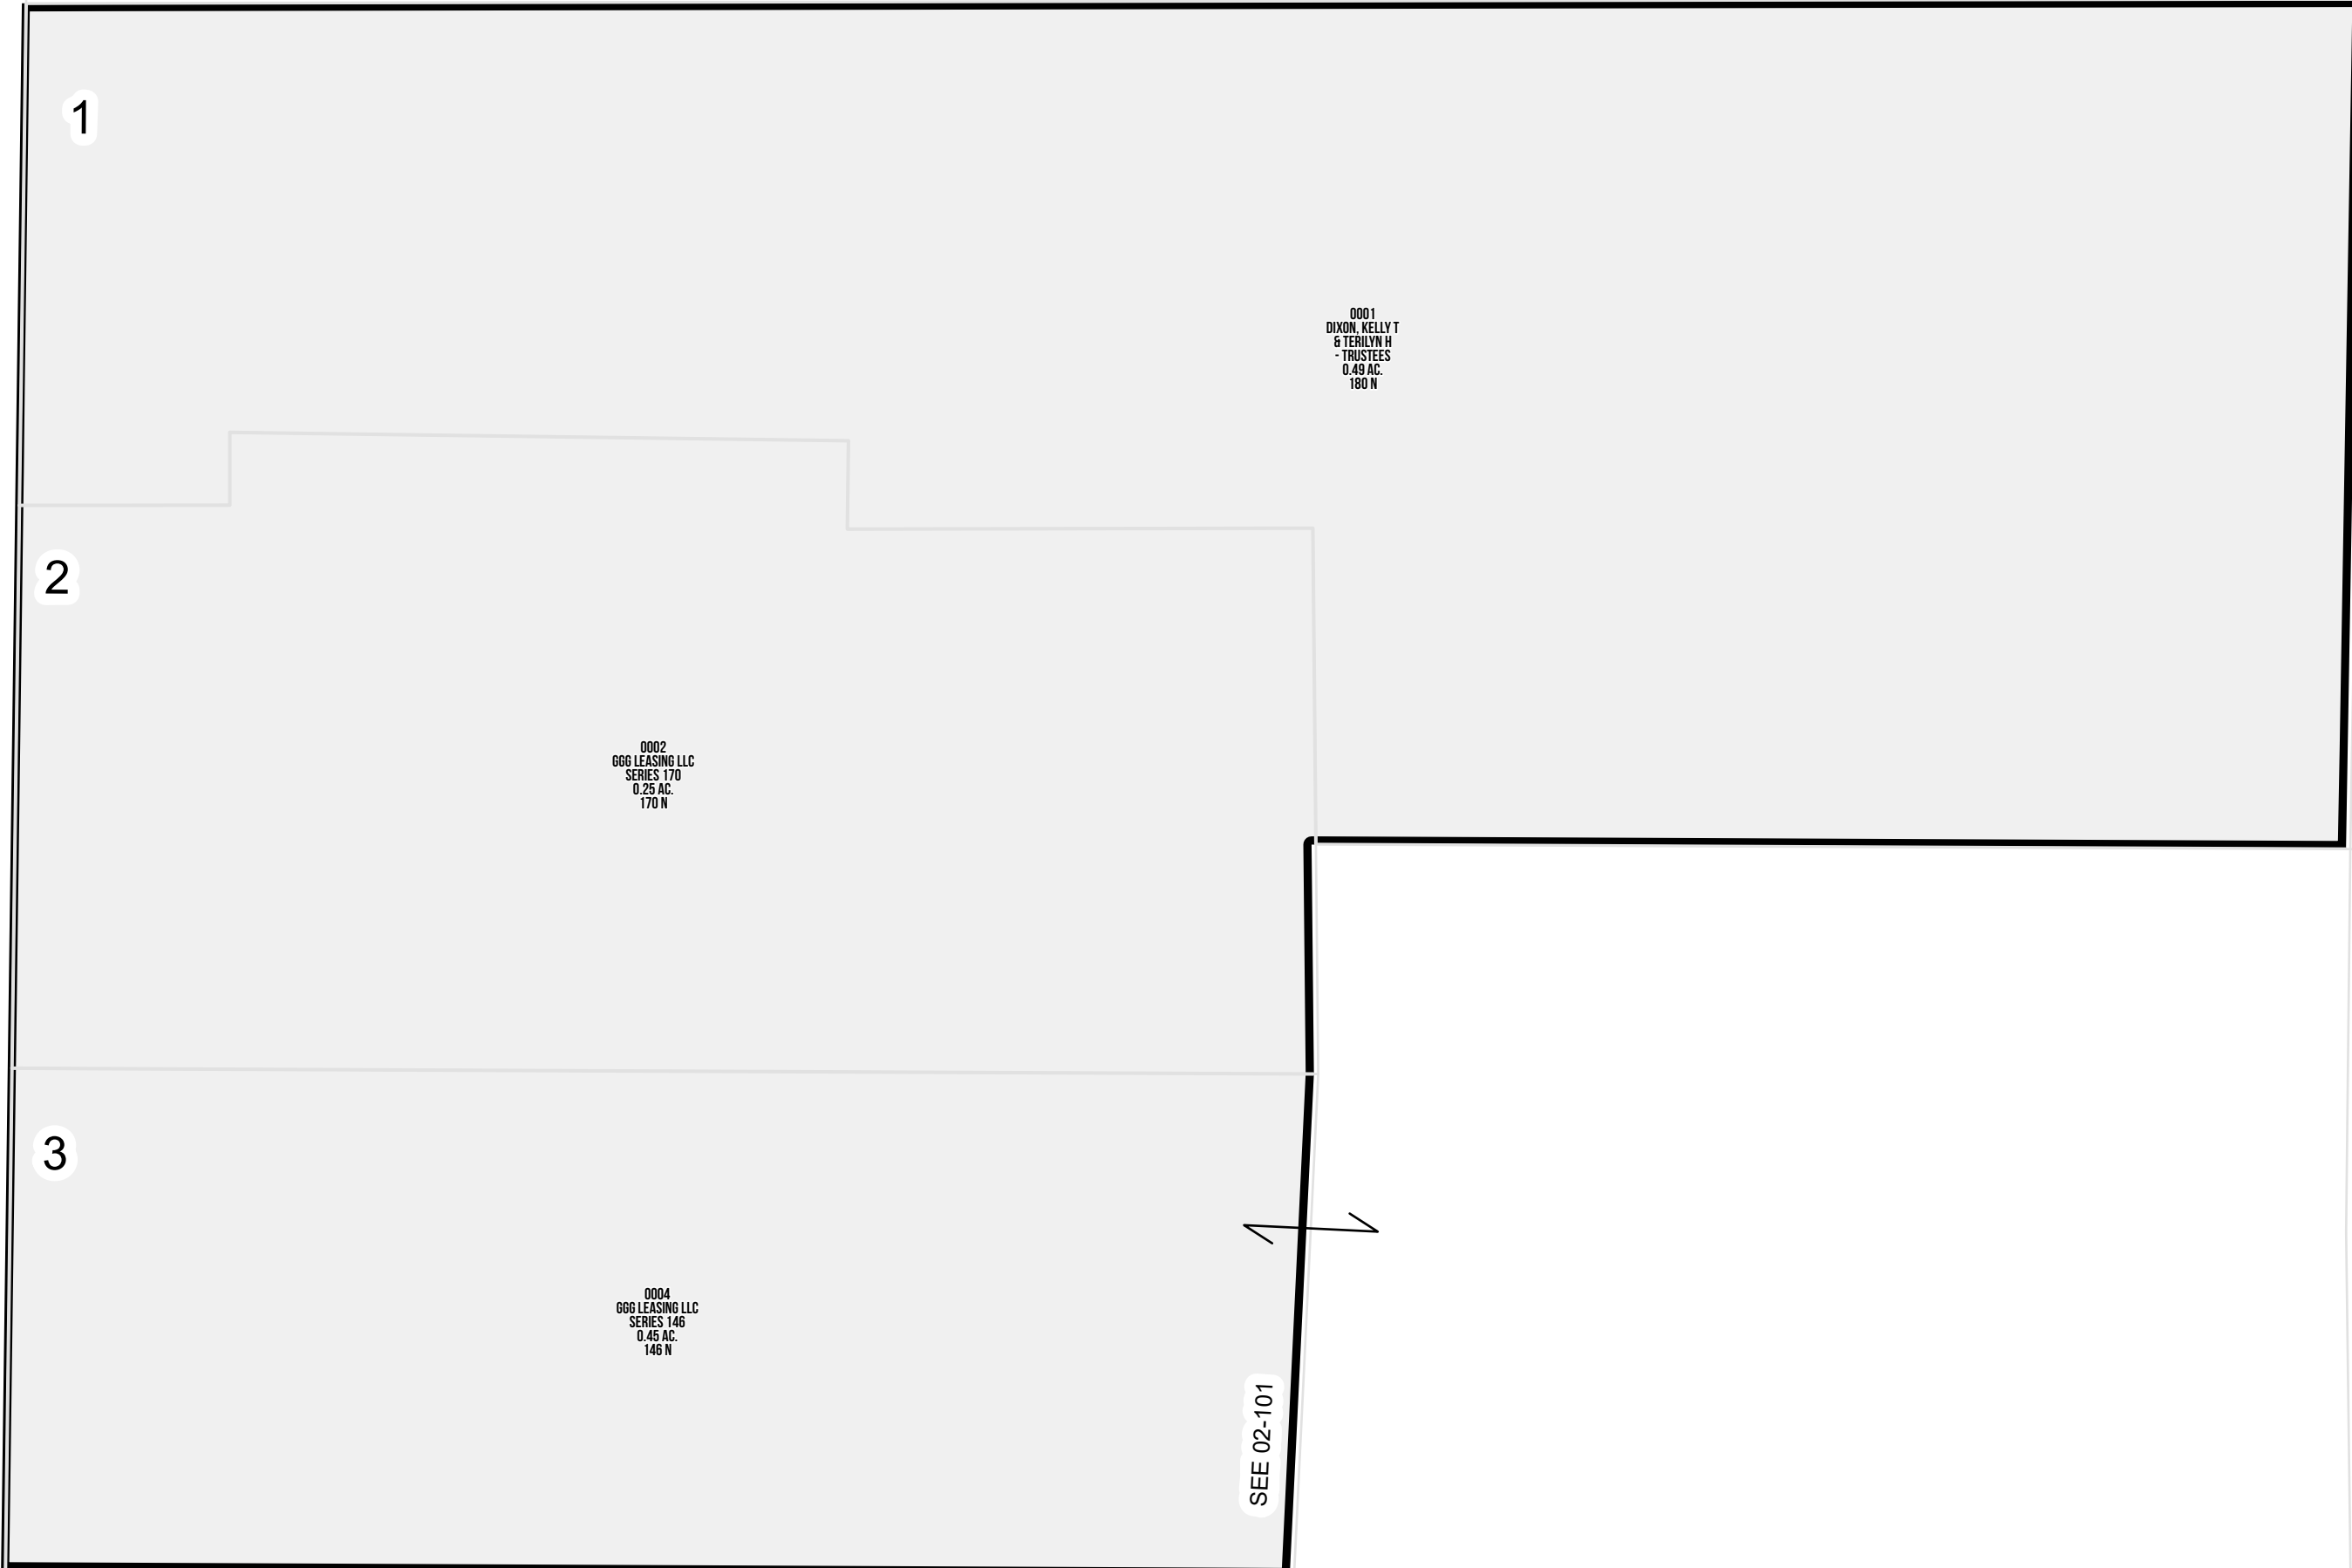 1
0001
DIXON, KELLY T
& TERILYN H
- TRUSTEES
0.49 AC.
180 N
2
0002
GGG LEASING LLC
SERIES 170
0.25 AC.
170 N
3
0004
GGG LEASING LLC
SERIES 146
0.45 AC.
146 N
SEE 02-101